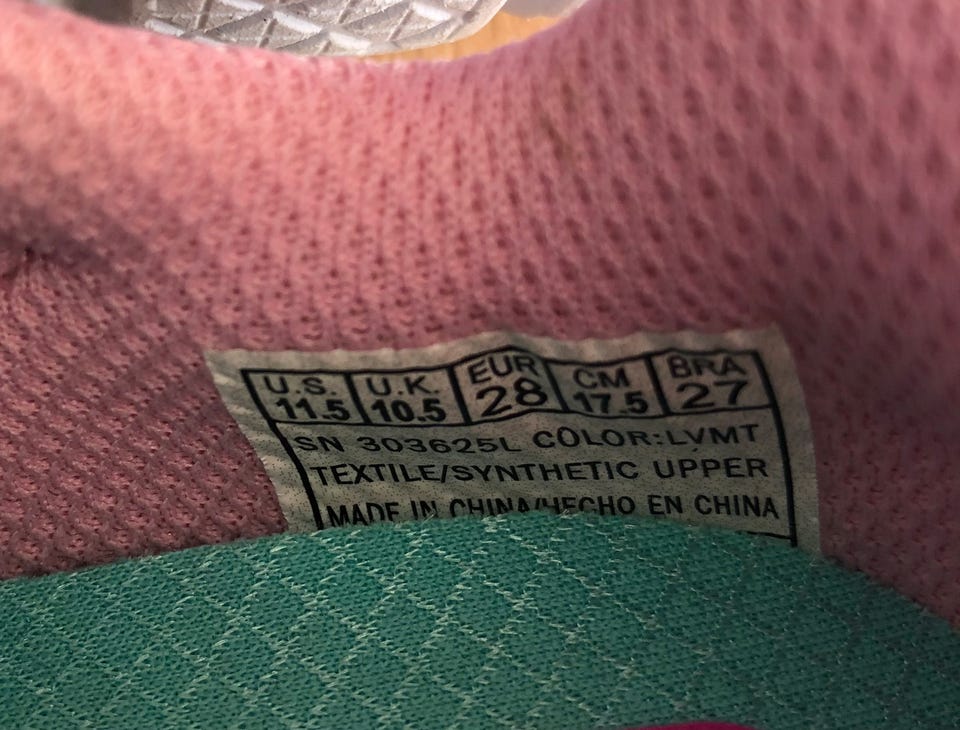 U.S. U.K. EUR CM BRA
11.5 10.5 28 17.5 27
SN 303625L COLOR:LVMT
TEXTILE/SYNTHETIC UPPER
MADE IN CHINA/HECHO EN CHINA